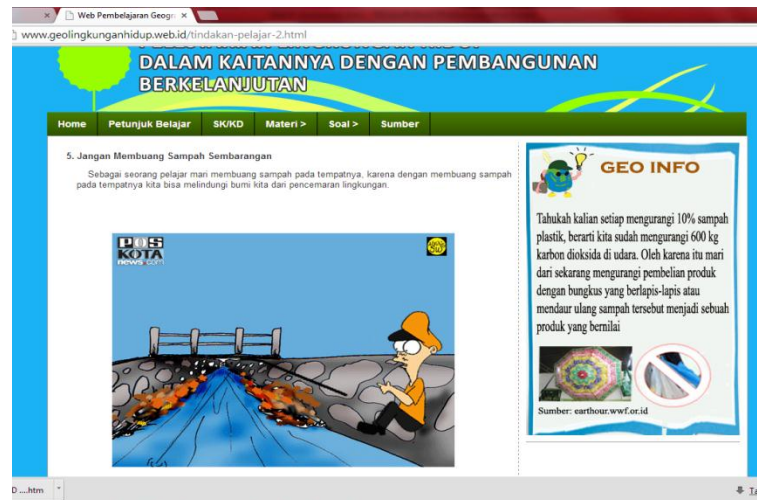 Web Pembelajaran Geogr
www.geolingkunganhidup.web.id/tindakan-pelajar-2.html
DALAM KAITANNYA DENGAN PEMBANGUNAN
BERKELANJUTAN
Home Petunjuk Belajar SK/KD Materi > Soal > Sumber
5. Jangan Membuang Sampah Sembarangan
Sebagai seorang pelajar mari membuang sampah pada tempatnya, karena dengan membuang sampah
pada tempatnya kita bisa melindungi bumi kita dari pencemaran lingkungan.
POS
KOTA
news.com
GEO INFO
Tahukah kalian setiap mengurangi 10% sampah
plastik, berarti kita sudah mengurangi 600 kg
karbon dioksida di udara. Oleh karena itu mari
dari sekarang mengurangi pembelian produk
dengan bungkus yang berlapis-lapis atau
mendaur ulang sampah tersebut menjadi sebuah
produk yang bernilai
Sumber: earthour.wwf.or.id
D ....htm